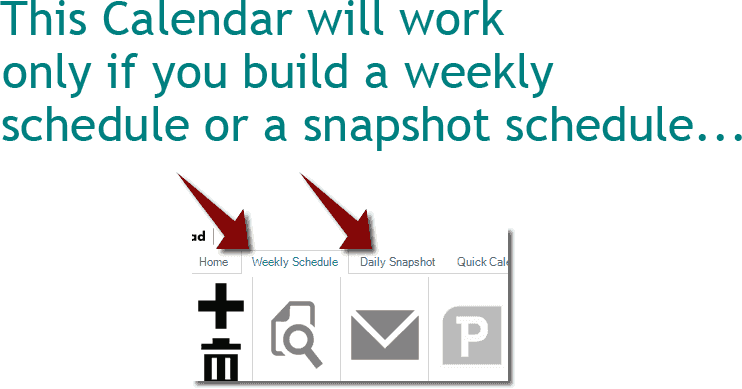 This Calendar will work
only if you build a weekly
schedule or a snapshot schedule...
ad
Home Weekly Schedule Daily Snapshot Quick Cale
P